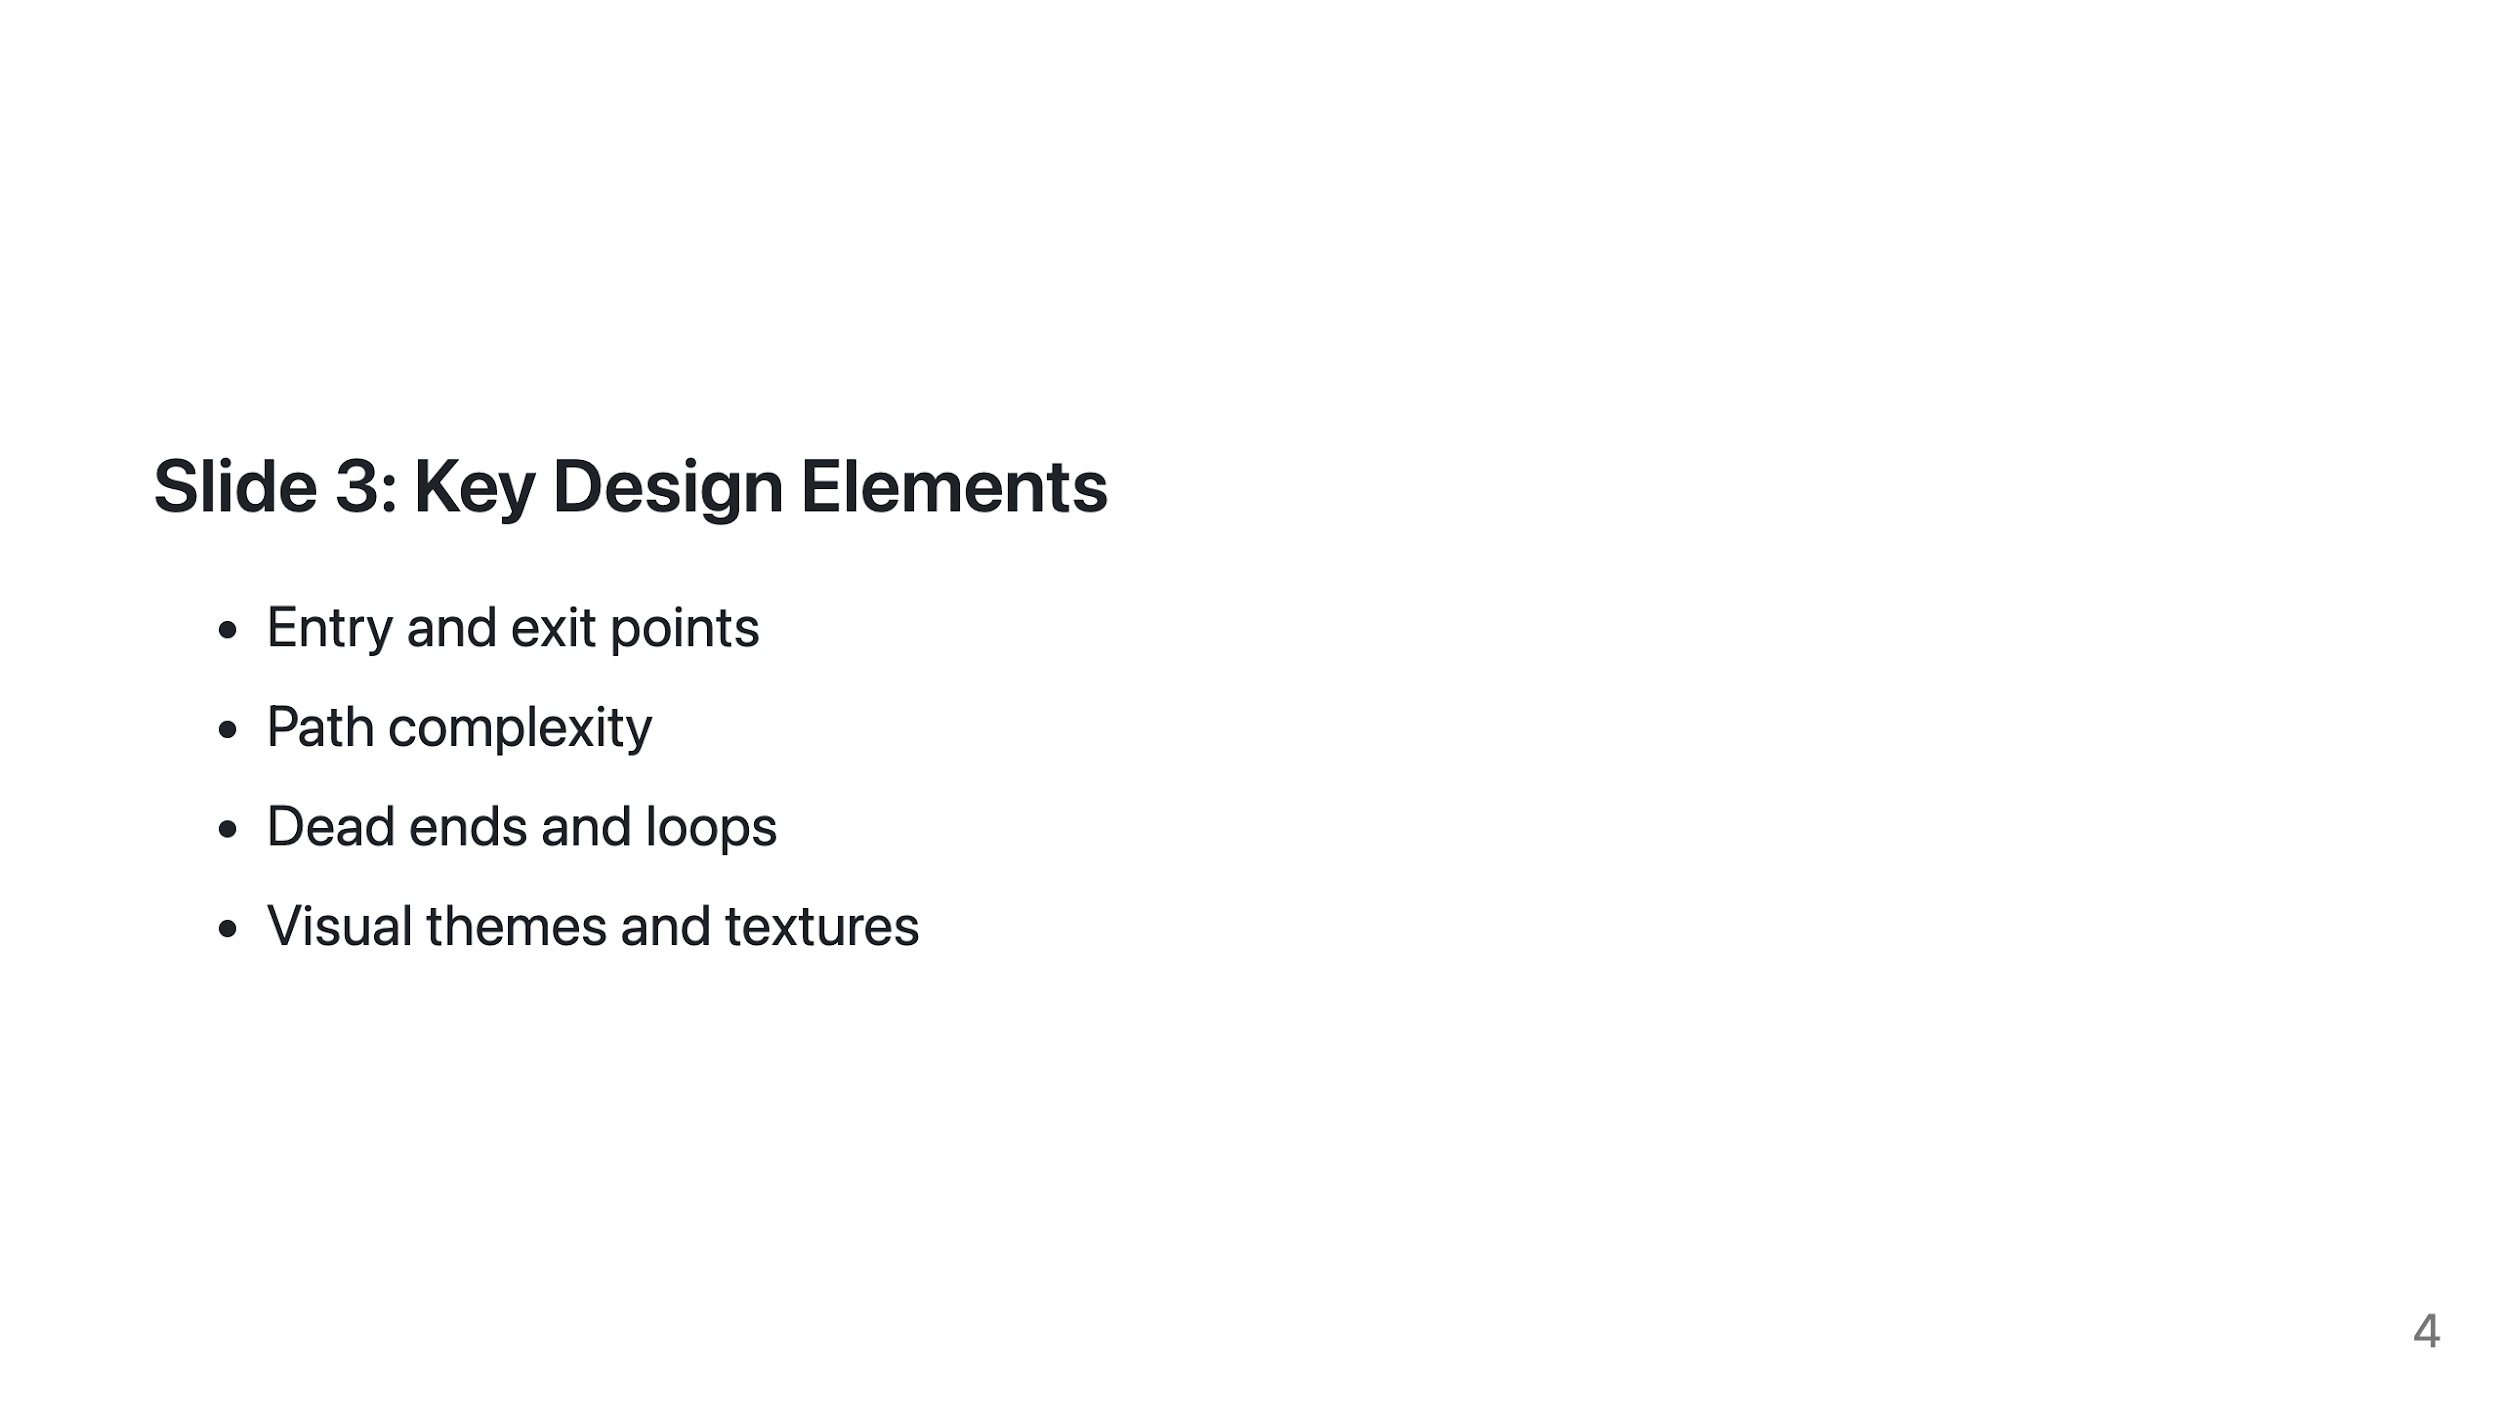 Slide 3: Key Design Elements
• Entry and exit points
• Path complexity
• Dead ends and loops
• Visual themes and textures
4